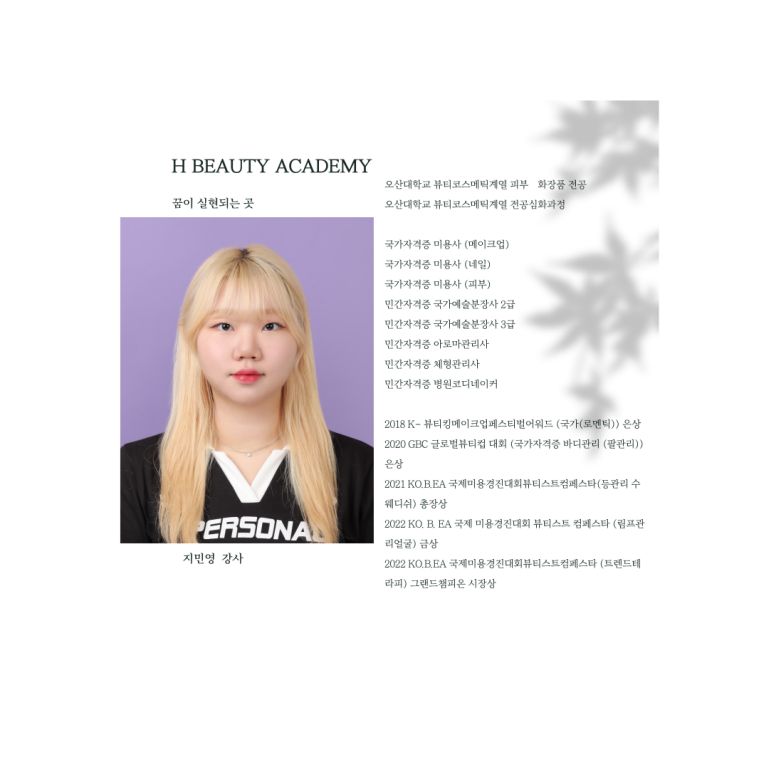 H BEAUTY ACADEMY
꿈이 실현되는 곳
PERSONA
지민영 강사
오산대학교 뷰티코스메틱계열 피부 화장품 전공
오산대학교 뷰티코스메틱계열 전공심화과정
국가자격증 미용사 (메이크업)
국가자격증 미용사 (네일)
국가자격증 미용사 (피부)
민간자격증 국가예술분장사 2급
민간자격증 국가예술분장사 3급
민간자격증 아로마관리사
민간자격증 체형관리사
민간자격증 병원코디네이커
2018 K- 뷰티킹메이크업페스티벌어워드 (국가(로멘틱)) 은상
2020 GBC 글로벌뷰티컵 대회 (국가자격증 바디관리 (팔관리))
은상
2021 KO.B.EA 국제미용경진대회뷰티스트컴페스타(등관리 수
웨디쉬) 총장상
2022 KO. B. EA 국제 미용경진대회 뷰티스트 컴페스타 (림프관
리얼굴) 금상
2022 KO.B.EA 국제미용경진대회뷰티스트컴페스타 (트렌드테
라피) 그랜드챔피온 시장상